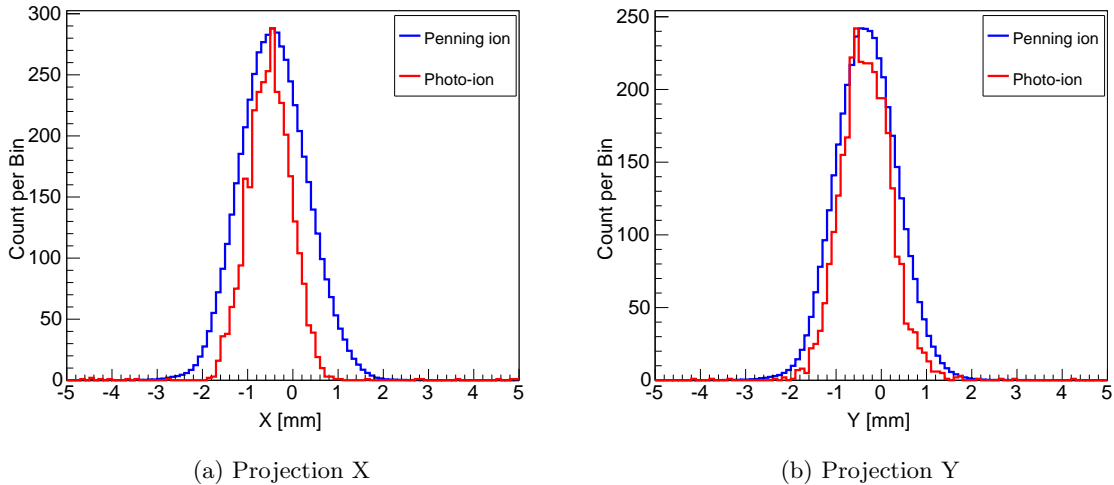 300
250
200
150
100
50
0
Count per Bin
-5 -4 -3 -2 -1 0 1 2 3 4 5
X [mm]
Penning ion
Photo-ion
(a) Projection X
250
200
150
100
50
0
Count per Bin
-5 -4 -3 -2 -1 0 1 2 3 4 5
Y [mm]
Penning ion
Photo-ion
(b) Projection Y